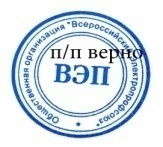 Общественная организация "Всероссийский Электропрофсоюз"
п/п верно
ВЭП